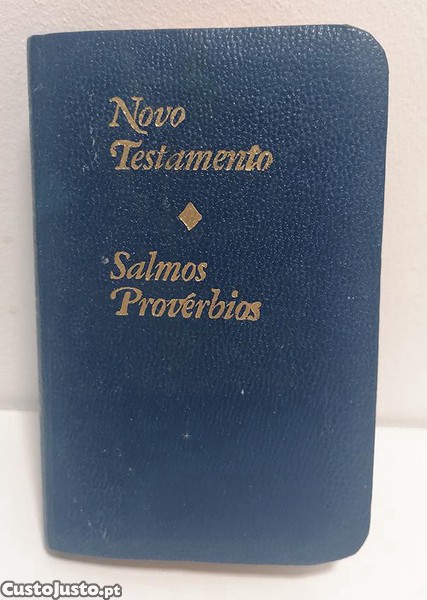 Novo
Testamento
Salmos
Provérbios
CustoJusto.pt